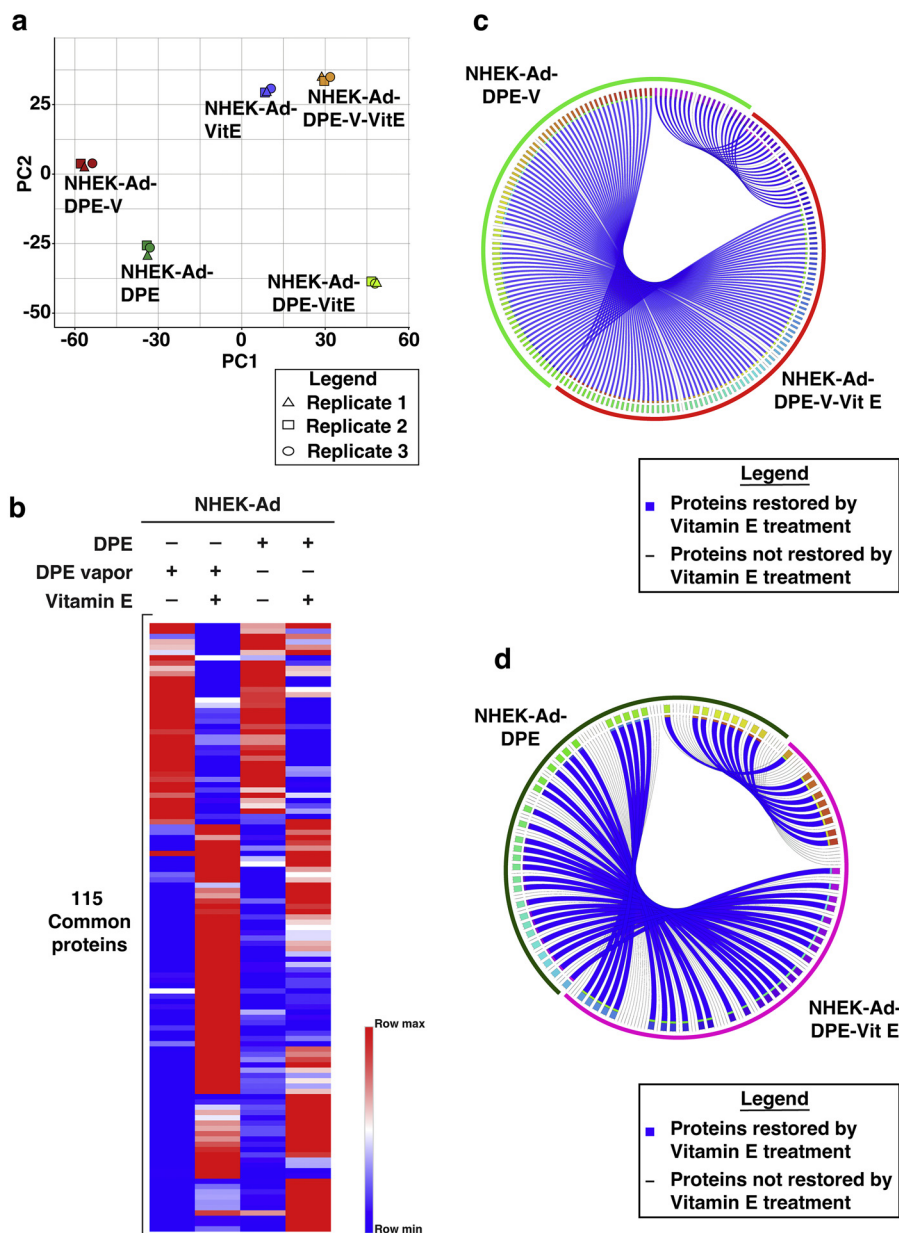 a
25
0
-25
-50
PC2
-60
-30
0
30
60
PC1
NHEK-Ad-
VitE
NHEK-Ad-
DPE-V-VitE
NHEK-Ad-
DPE-V
NHEK-Ad-
DPE
NHEK-Ad-
DPE-VitE
Legend
Replicate 1
Replicate 2
Replicate 3
b
NHEK-Ad
DPE – – + +
DPE vapor + + – –
Vitamin E – + – +
115
Common
proteins
Row max
Row min
c
NHEK-Ad-
DPE-V
NHEK-Ad-
DPE-V-Vit E
Legend
Proteins restored by
Vitamin E treatment
– Proteins not restored by
Vitamin E treatment
d
NHEK-Ad-
DPE
NHEK-Ad-
DPE-Vit E
Legend
Proteins restored by
Vitamin E treatment
– Proteins not restored by
Vitamin E treatment